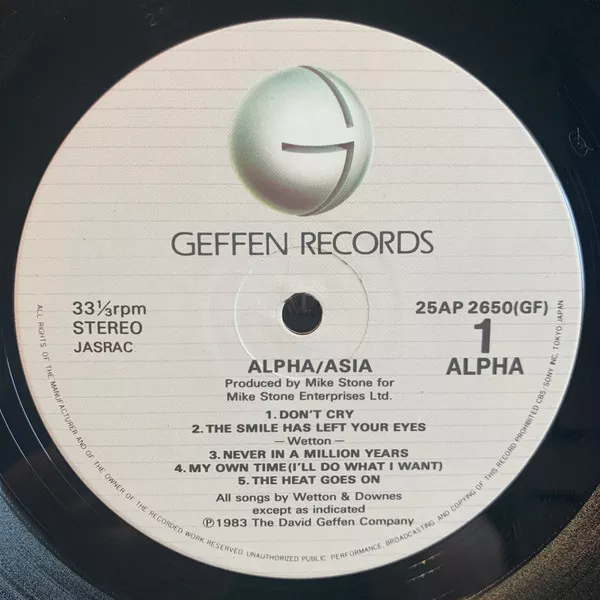 GEFFEN RECORDS
33⅓rpm
STEREO
JASRAC
25AP 2650(GF)
1
ALPHA
ALPHA/ASIA
Produced by Mike Stone for
Mike Stone Enterprises Ltd.
1.DON'T CRY
2.THE SMILE HAS LEFT YOUR EYES
—Wetton—
3.NEVER IN A MILLION YEARS
4.MY OWN TIME(I'LL DO WHAT I WANT)
5.THE HEAT GOES ON
All songs by Wetton & Downes
except as indicated
Ⓟ1983 The David Geffen Company
ALL RIGHTS OF THE MANUFACTURER AND OF THE OWNER OF THE RECORDED WORK RESERVED. UNAUTHORIZED PUBLIC PERFORMANCE, BROADCASTING, AND COPYING OF THIS RECORD PROHIBITED CBS/SONY INC. TOKYO JAPAN